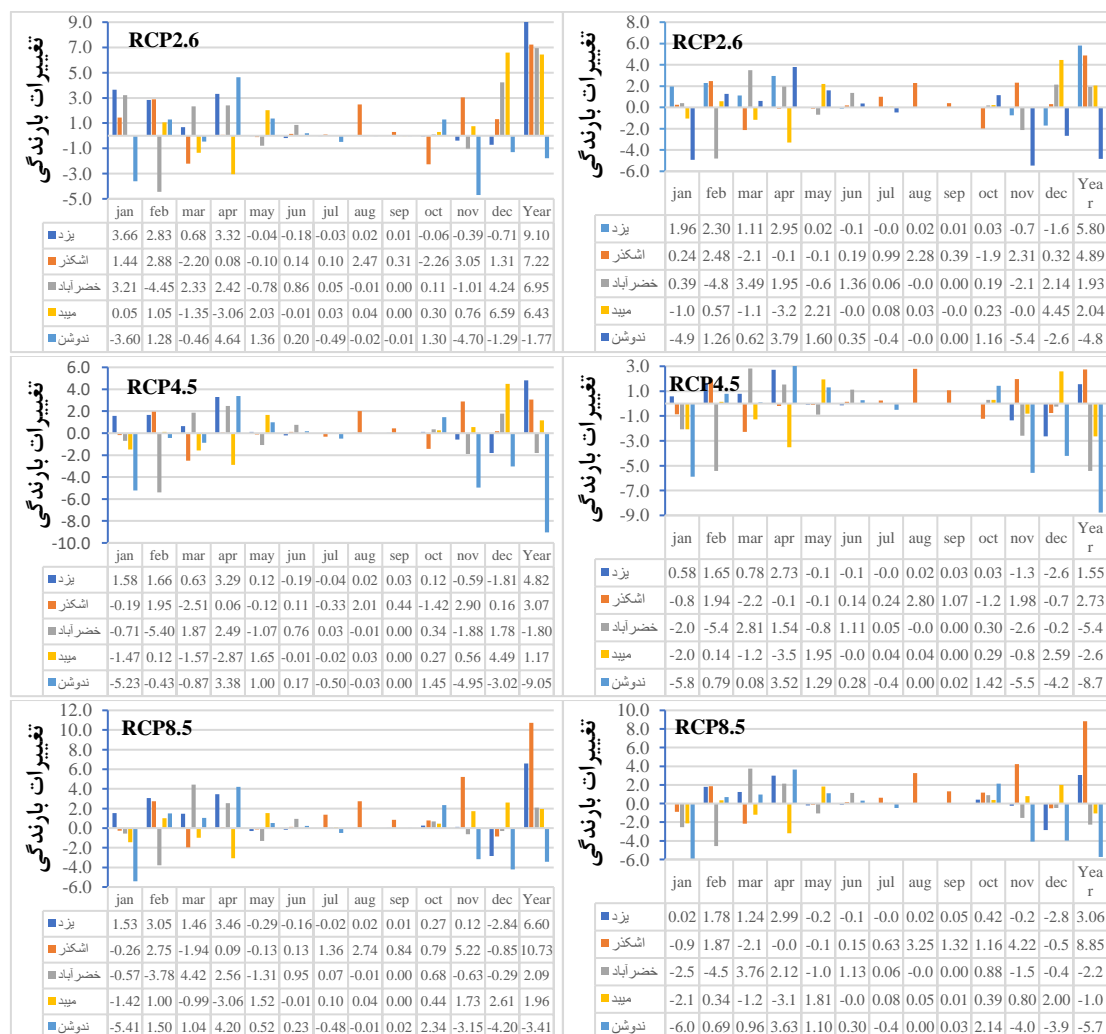 RCP2.6
تغییرات بارندگی
9.0
7.0
5.0
3.0
1.0
-1.0
-3.0
-5.0
jan feb mar apr may jun jul aug sep oct nov dec Year
یزد 3.66 2.83 0.68 3.32 -0.04 -0.18 -0.03 0.02 0.01 -0.06 -0.39 -0.71 9.10
اشکذر 1.44 2.88 -2.20 0.08 -0.10 0.14 0.10 2.47 0.31 -2.26 3.05 1.31 7.22
خضرآباد 3.21 -4.45 2.33 2.42 -0.78 0.86 0.05 -0.01 0.00 0.11 -1.01 4.24 6.95
میبد 0.05 1.05 -1.35 -3.06 2.03 -0.01 0.03 0.04 0.00 0.30 0.76 6.59 6.43
ندوشن -3.60 1.28 -0.46 4.64 1.36 0.20 -0.49 -0.02 -0.01 1.30 -4.70 -1.29 -1.77
RCP2.6
تغییرات بارندگی
8.0
6.0
4.0
2.0
0.0
-2.0
-4.0
-6.0
jan feb mar apr may jun jul aug sep oct nov dec Yea
r
یزد 1.96 2.30 1.11 2.95 0.02 -0.1 -0.0 0.02 0.01 0.03 -0.7 -1.6 5.80
اشکذر 0.24 2.48 -2.1 -0.1 -0.1 0.19 0.99 2.28 0.39 -1.9 2.31 0.32 4.89
خضرآباد 0.39 -4.8 3.49 1.95 -0.6 1.36 0.06 -0.0 0.00 0.19 -2.1 2.14 1.93
میبد -1.0 0.57 -1.1 -3.2 2.21 -0.0 0.08 0.03 -0.0 0.23 -0.0 4.45 2.04
ندوشن -4.9 1.26 0.62 3.79 1.60 0.35 -0.4 -0.0 0.00 1.16 -5.4 -2.6 -4.8
RCP4.5
تغییرات بارندگی
6.0
4.0
2.0
0.0
-2.0
-4.0
-6.0
-8.0
-10.0
jan feb mar apr may jun jul aug sep oct nov dec Year
یزد 1.58 1.66 0.63 3.29 0.12 -0.19 -0.04 0.02 0.03 0.12 -0.59 -1.81 4.82
اشکذر -0.19 1.95 -2.51 0.06 -0.12 0.11 -0.33 2.01 0.44 -1.42 2.90 0.16 3.07
خضرآباد -0.71 -5.40 1.87 2.49 -1.07 0.76 0.03 -0.01 0.00 0.34 -1.88 1.78 -1.80
میبد -1.47 0.12 -1.57 -2.87 1.65 -0.01 -0.02 0.03 0.00 0.27 0.56 4.49 1.17
ندوشن -5.23 -0.43 -0.87 3.38 1.00 0.17 -0.50 -0.03 0.00 1.45 -4.95 -3.02 -9.05
RCP4.5
تغییرات بارندگی
3.0
1.0
-1.0
-3.0
-5.0
-7.0
-9.0
jan feb mar apr may jun jul aug sep oct nov dec Yea
r
یزد 0.58 1.65 0.78 2.73 -0.1 -0.1 -0.0 0.02 0.03 0.03 -1.3 -2.6 1.55
اشکذر -0.8 1.94 -2.2 -0.1 -0.1 0.14 0.24 2.80 1.07 -1.2 1.98 -0.7 2.73
خضرآباد -2.0 -5.4 2.81 1.54 -0.8 1.11 0.05 -0.0 0.00 0.30 -2.6 -0.2 -5.4
میبد -2.0 0.14 -1.2 -3.5 1.95 -0.0 0.04 0.04 0.00 0.29 -0.8 2.59 -2.6
ندوشن -5.8 0.79 0.08 3.52 1.29 0.28 -0.4 0.00 0.02 1.42 -5.5 -4.2 -8.7
RCP8.5
تغییرات بارندگی
12.0
10.0
8.0
6.0
4.0
2.0
0.0
-2.0
-4.0
-6.0
jan feb mar apr may jun jul aug sep oct nov dec Year
یزد 1.53 3.05 1.46 3.46 -0.29 -0.16 -0.02 0.02 0.01 0.27 0.12 -2.84 6.60
اشکذر -0.26 2.75 -1.94 0.09 -0.13 0.13 1.36 2.74 0.84 0.79 5.22 -0.85 10.73
خضرآباد -0.57 -3.78 4.42 2.56 -1.31 0.95 0.07 -0.01 0.00 0.68 -0.63 -0.29 2.09
میبد -1.42 1.00 -0.99 -3.06 1.52 -0.01 0.10 0.04 0.00 0.44 1.73 2.61 1.96
ندوشن -5.41 1.50 1.04 4.20 0.52 0.23 -0.48 -0.01 0.02 2.34 -3.15 -4.20 -3.41
RCP8.5
تغییرات بارندگی
10.0
8.0
6.0
4.0
2.0
0.0
-2.0
-4.0
-6.0
jan feb mar apr may jun jul aug sep oct nov dec Yea
r
یزد 0.02 1.78 1.24 2.99 -0.2 -0.1 -0.0 0.02 0.05 0.42 -0.2 -2.8 3.06
اشکذر -0.9 1.87 -2.1 -0.0 -0.1 0.15 0.63 3.25 1.32 1.16 4.22 -0.5 8.85
خضرآباد -2.5 -4.5 3.76 2.12 -1.0 1.13 0.06 -0.0 0.00 0.88 -1.5 -0.4 -2.2
میبد -2.1 0.34 -1.2 -3.1 1.81 -0.0 0.08 0.05 0.01 0.39 0.80 2.00 -1.0
ندوشن -6.0 0.69 0.96 3.63 1.10 0.30 -0.4 0.00 0.03 2.14 -4.0 -3.9 -5.7